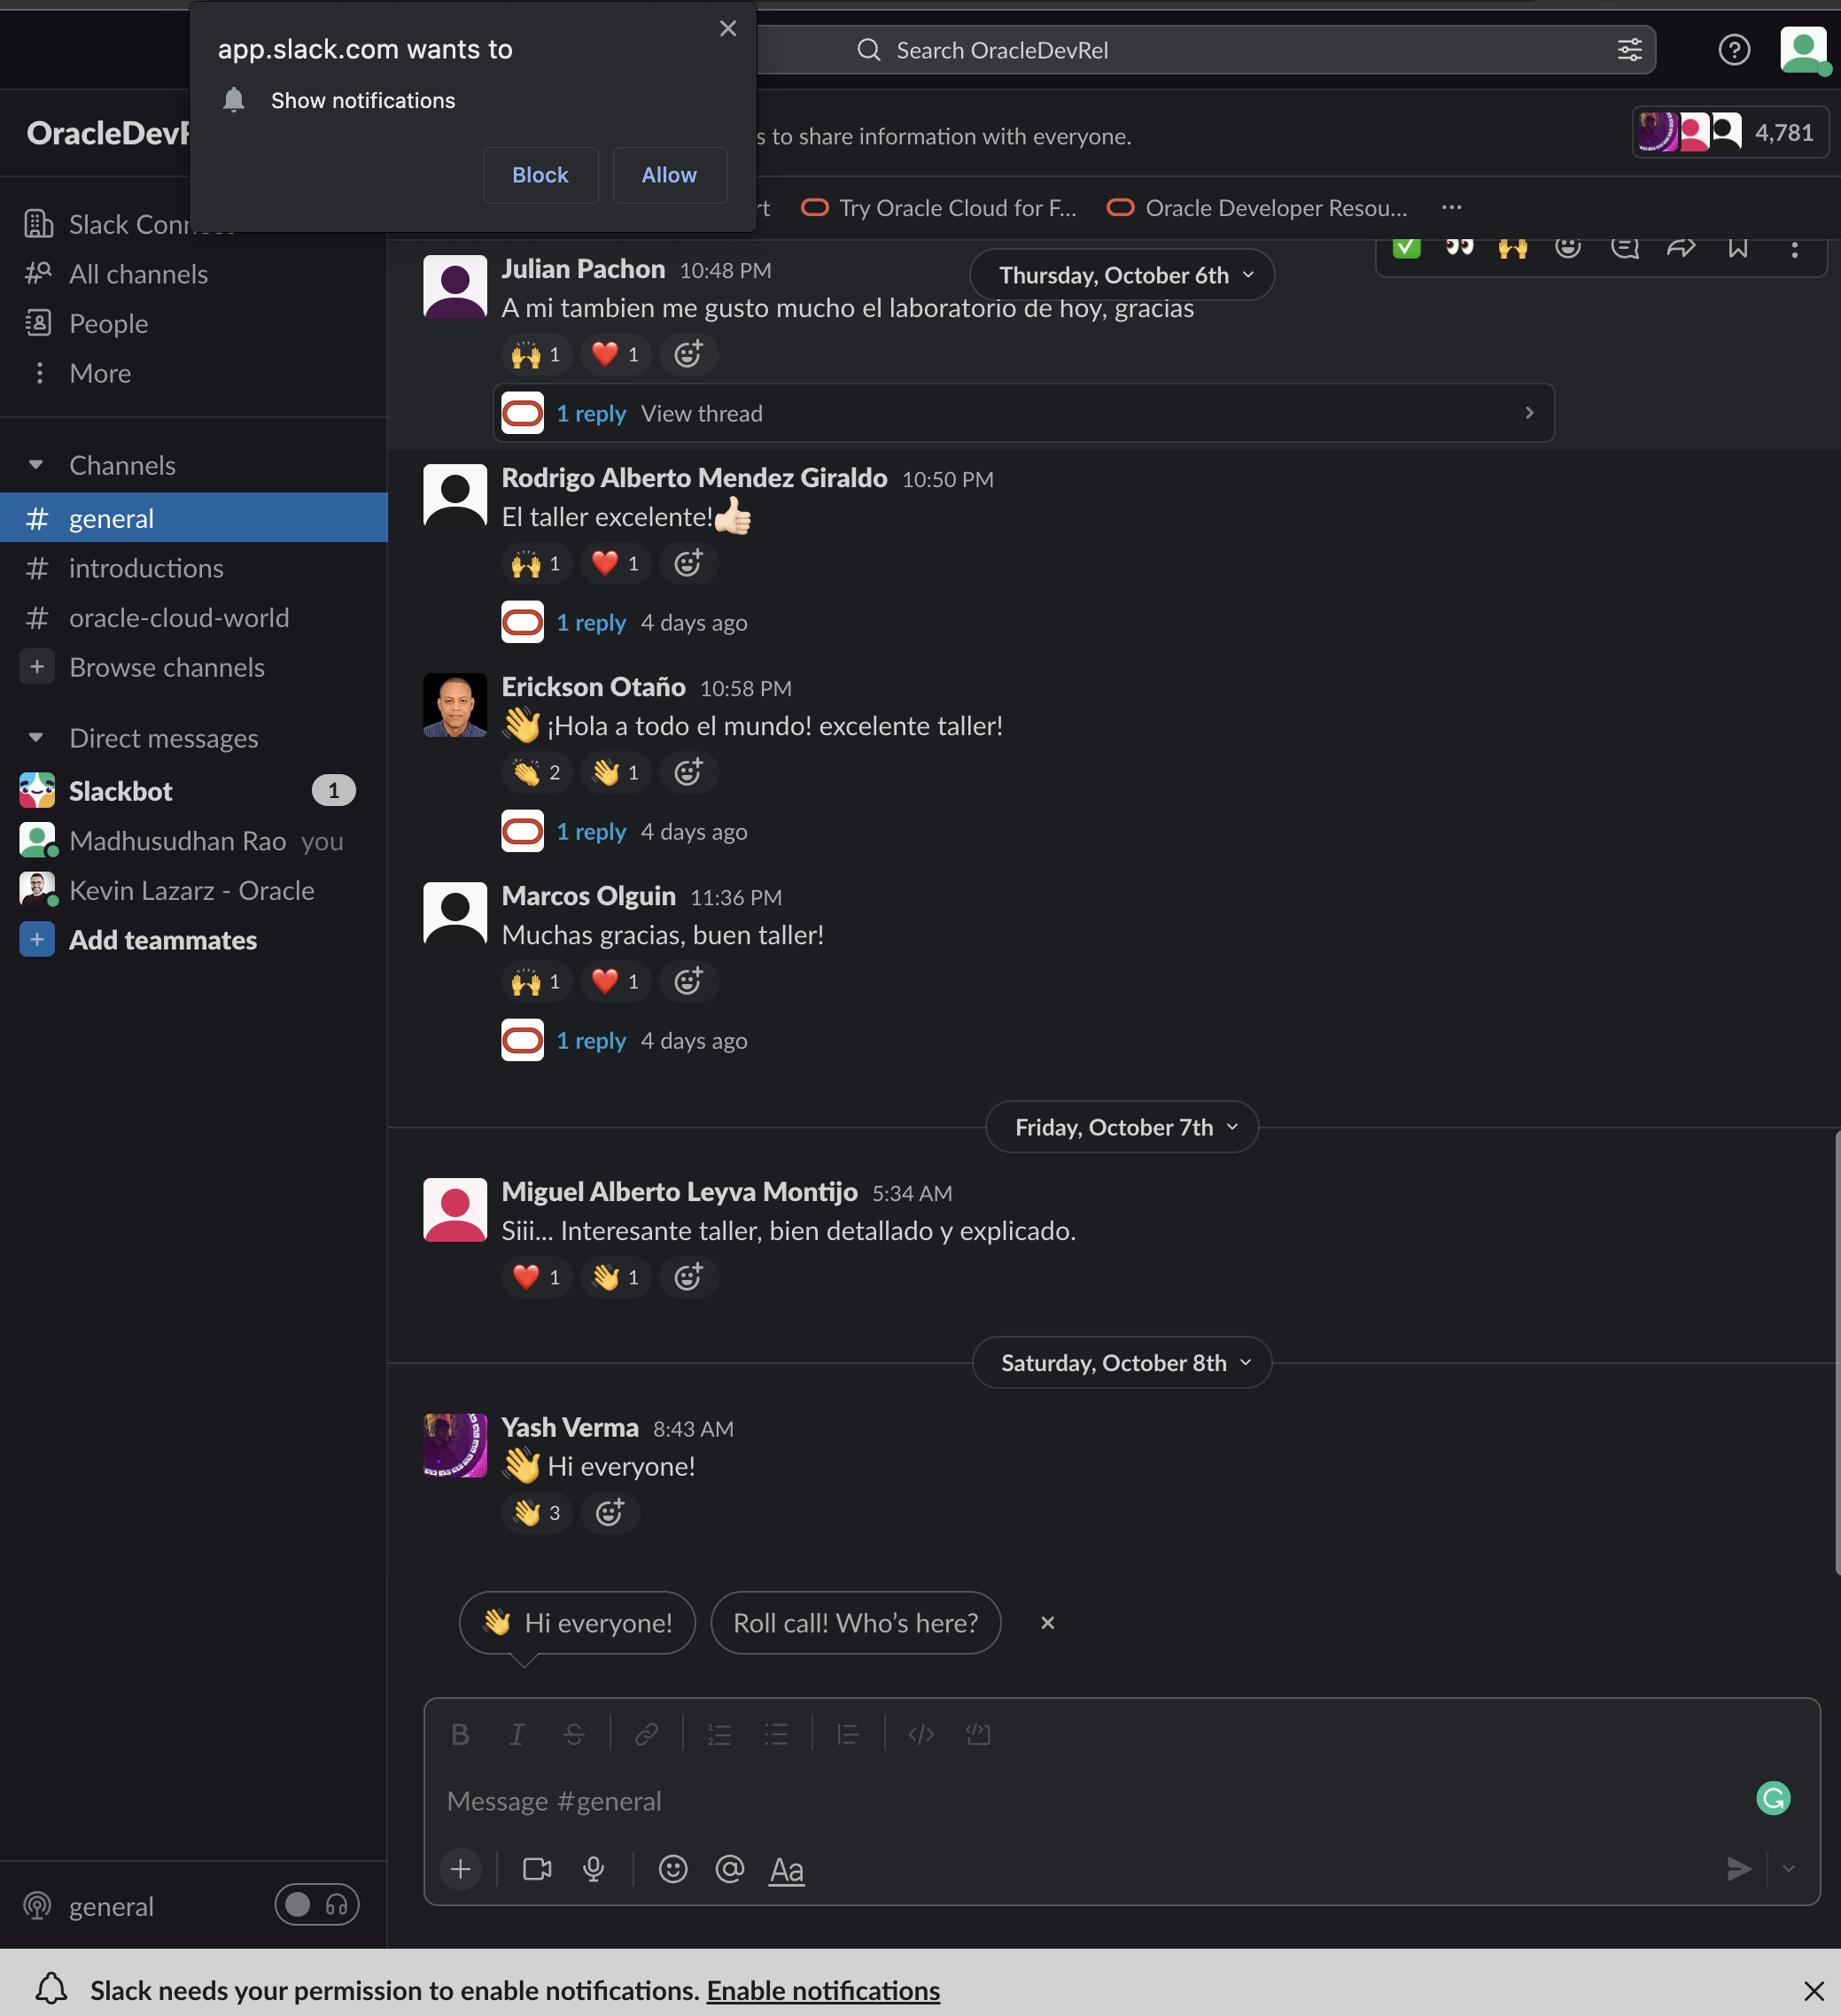 app.slack.com wants to
Show notifications
Block
Allow
Search OracleDevRel
OracleDevR
s to share information with everyone.
4,781
rt
Try Oracle Cloud for F...
Oracle Developer Resou...
Slack Connect
All channels
People
More
Channels
# general
# introductions
# oracle-cloud-world
Browse channels
Direct messages
Slackbot 1
Madhusudhan Rao you
Kevin Lazarz - Oracle
Add teammates
general
Thursday, October 6th
Julian Pachon 10:48 PM
A mi tambien me gusto mucho el laboratorio de hoy, gracias
1 1
1 reply View thread
Rodrigo Alberto Mendez Giraldo 10:50 PM
El taller excelente!👍🏻
1 1
1 reply 4 days ago
Erickson Otaño 10:58 PM
👋 ¡Hola a todo el mundo! excelente taller!
2 1
1 reply 4 days ago
Marcos Olguin 11:36 PM
Muchas gracias, buen taller!
1 1
1 reply 4 days ago
Friday, October 7th
Miguel Alberto Leyva Montijo 5:34 AM
Siii... Interesante taller, bien detallado y explicado.
1 1
Saturday, October 8th
Yash Verma 8:43 AM
👋 Hi everyone!
3
👋 Hi everyone!
Roll call! Who's here?
B I S
Message #general
Aa
Slack needs your permission to enable notifications. Enable notifications